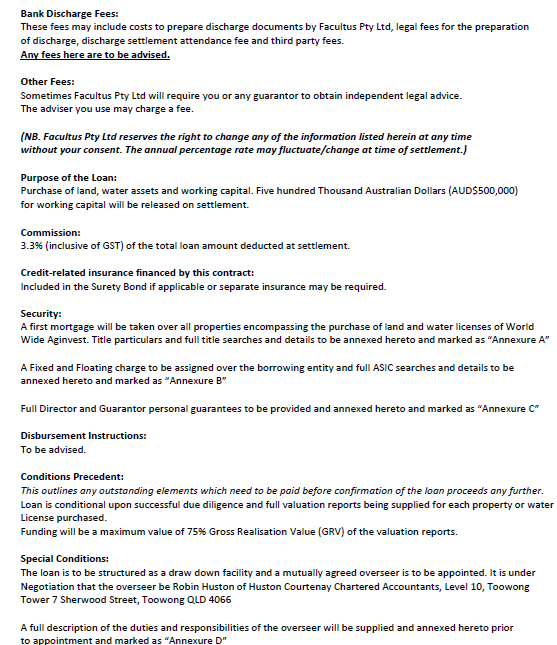 Bank Discharge Fees:
These fees may include costs to prepare discharge documents by Facultus Pty Ltd, legal fees for the preparation
of discharge, discharge settlement attendance fee and third party fees.
Any fees here are to be advised.
Other Fees:
Sometimes Facultus Pty Ltd will require you or any guarantor to obtain independent legal advice.
The adviser you use may charge a fee.
(NB. Facultus Pty Ltd reserves the right to change any of the information listed herein at any time
without your consent. The annual percentage rate may fluctuate/change at time of settlement.)
Purpose of the Loan:
Purchase of land, water assets and working capital. Five hundred Thousand Australian Dollars (AUD$500,000)
for working capital will be released on settlement.
Commission:
3.3% (inclusive of GST) of the total loan amount deducted at settlement.
Credit-related insurance financed by this contract:
Included in the Surety Bond if applicable or separate insurance may be required.
Security:
A first mortgage will be taken over all properties encompassing the purchase of land and water licenses of World
Wide Aginvest. Title particulars and full title searches and details to be annexed hereto and marked as “Annexure A”
A Fixed and Floating charge to be assigned over the borrowing entity and full ASIC searches and details to be
annexed hereto and marked as “Annexure B”
Full Director and Guarantor personal guarantees to be provided and annexed hereto and marked as “Annexure C”
Disbursement Instructions:
To be advised.
Conditions Precedent:
This outlines any outstanding elements which need to be paid before confirmation of the loan proceeds any further.
Loan is conditional upon successful due diligence and full valuation reports being supplied for each property or water
License purchased.
Funding will be a maximum value of 75% Gross Realisation Value (GRV) of the valuation reports.
Special Conditions:
The loan is to be structured as a draw down facility and a mutually agreed overseer is to be appointed. It is under
Negotiation that the overseer be Robin Huston of Huston Courtenay Chartered Accountants, Level 10, Toowong
Tower 7 Sherwood Street, Toowong QLD 4066
A full description of the duties and responsibilities of the overseer will be supplied and annexed hereto prior
to appointment and marked as “Annexure D”